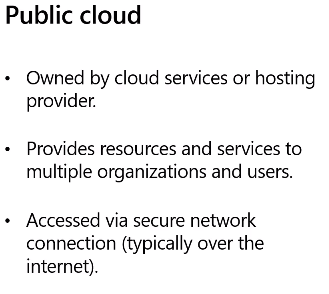 Public cloud
• Owned by cloud services or hosting
provider.
• Provides resources and services to
multiple organizations and users.
• Accessed via secure network
connection (typically over the
internet).